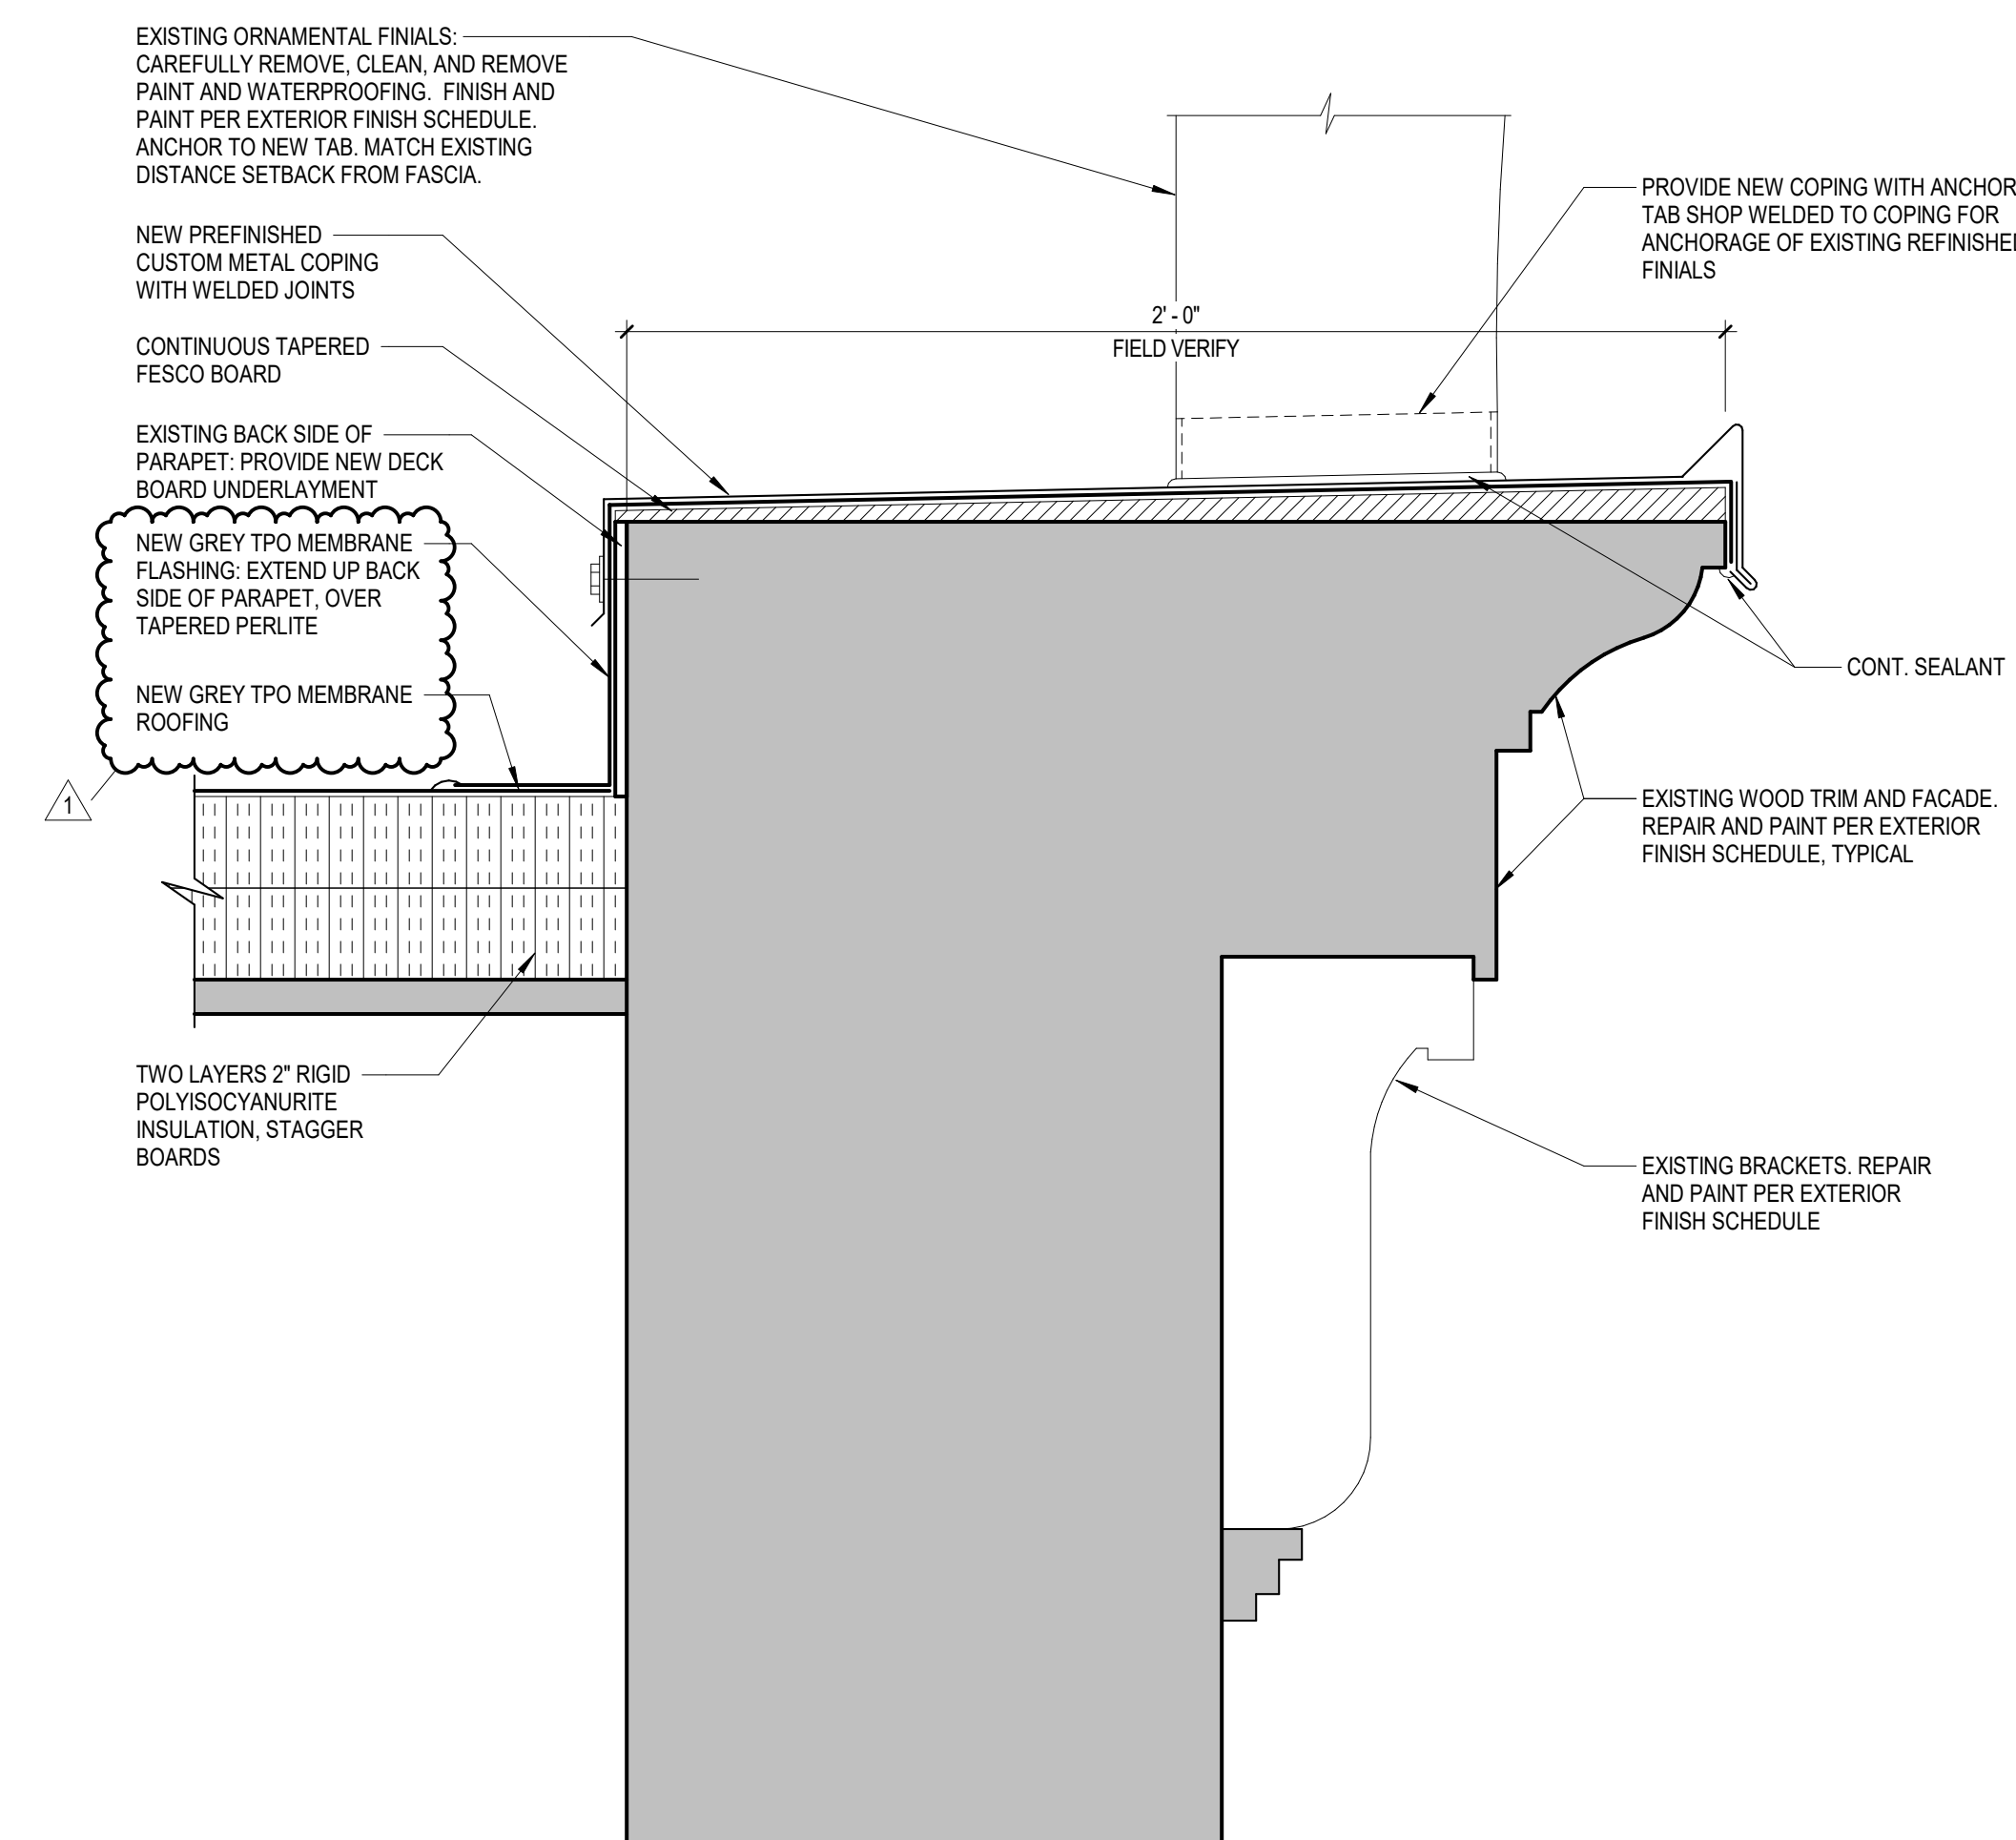 EXISTING ORNAMENTAL FINIALS:
CAREFULLY REMOVE, CLEAN, AND REMOVE
PAINT AND WATERPROOFING. FINISH AND
PAINT PER EXTERIOR FINISH SCHEDULE.
ANCHOR TO NEW TAB. MATCH EXISTING
DISTANCE SETBACK FROM FASCIA.
NEW PREFINISHED
CUSTOM METAL COPING
WITH WELDED JOINTS
CONTINUOUS TAPERED
FESCO BOARD
EXISTING BACK SIDE OF
PARAPET: PROVIDE NEW DECK
BOARD UNDERLAYMENT
NEW GREY TPO MEMBRANE
FLASHING: EXTEND UP BACK
SIDE OF PARAPET, OVER
TAPERED PERLITE
NEW GREY TPO MEMBRANE
ROOFING
1
TWO LAYERS 2" RIGID
POLYISOCYANURITE
INSULATION, STAGGER
BOARDS
2' - 0"
FIELD VERIFY
PROVIDE NEW COPING WITH ANCHOR
TAB SHOP WELDED TO COPING FOR
ANCHORAGE OF EXISTING REFINISHE
FINIALS
CONT. SEALANT
EXISTING WOOD TRIM AND FACADE.
REPAIR AND PAINT PER EXTERIOR
FINISH SCHEDULE, TYPICAL
EXISTING BRACKETS. REPAIR
AND PAINT PER EXTERIOR
FINISH SCHEDULE